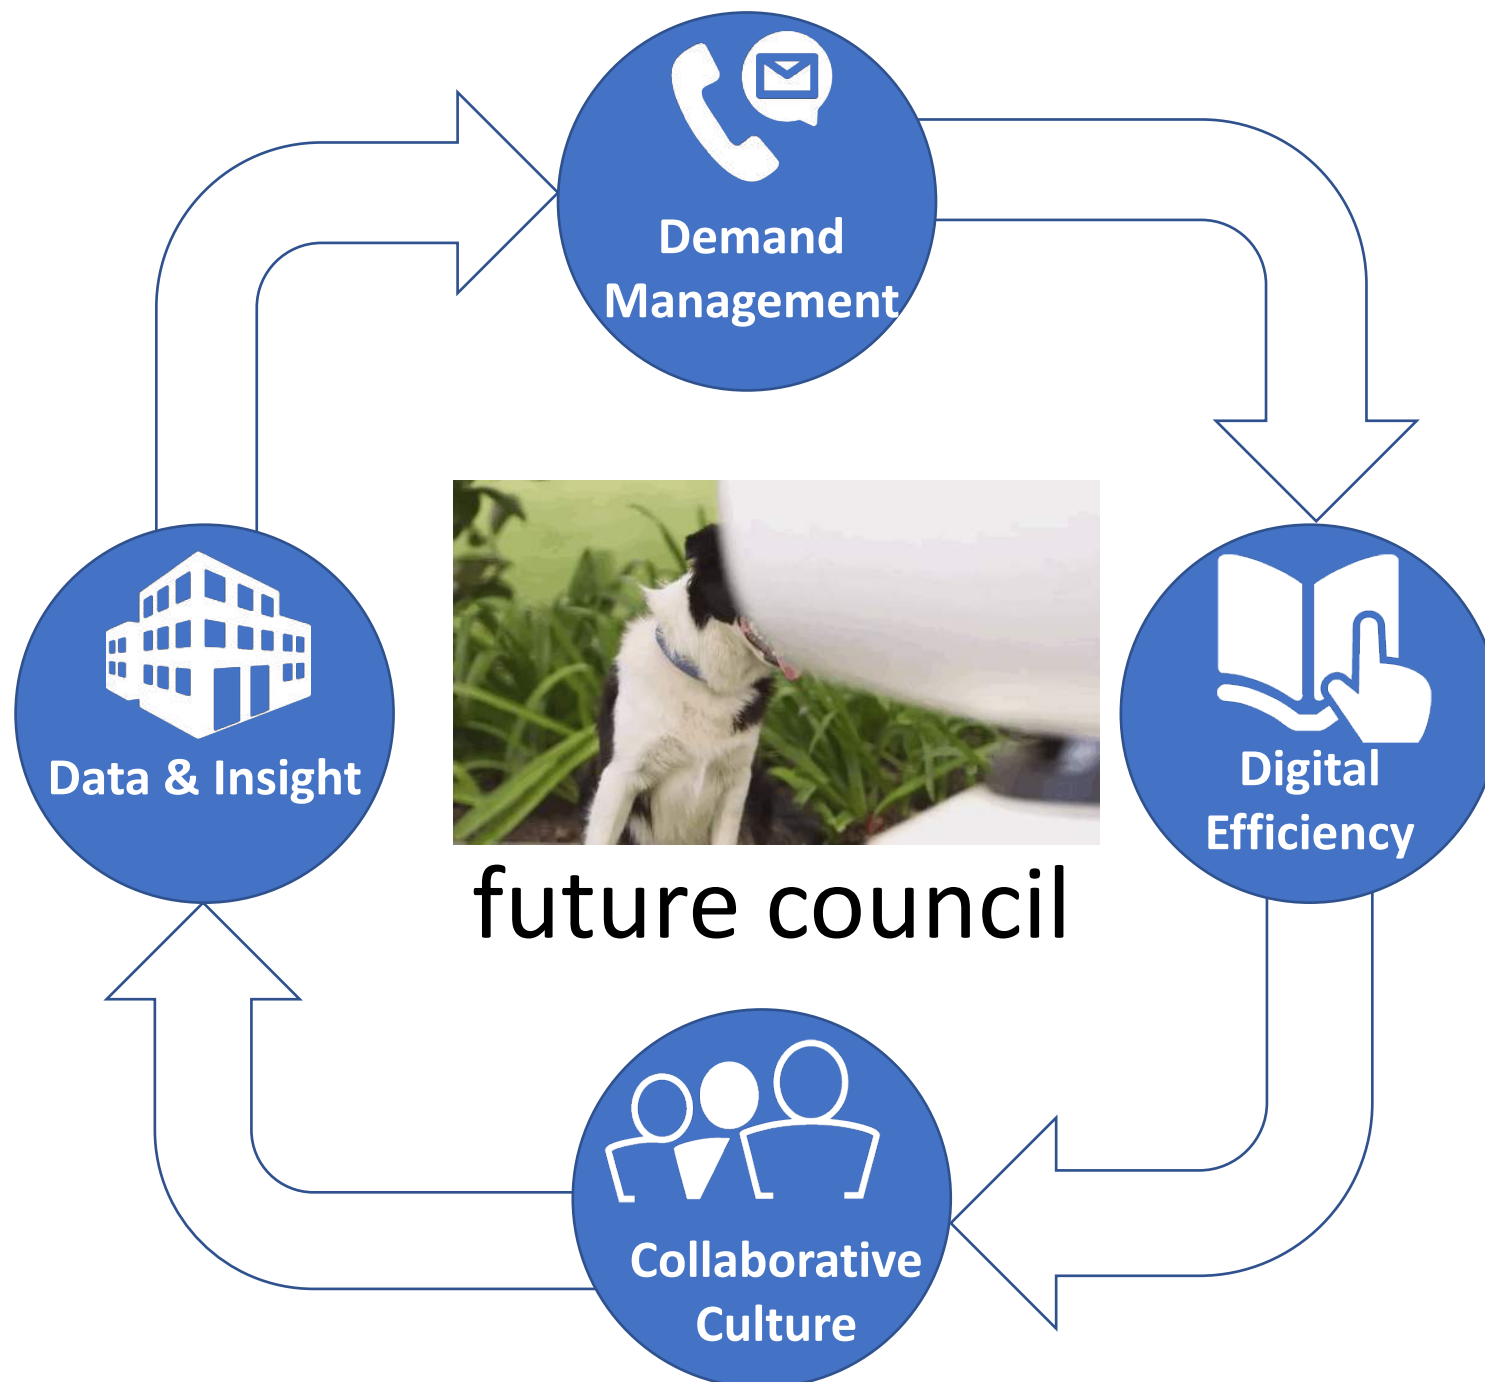 Demand
Management
Digital
Efficiency
Collaborative
Culture
Data & Insight
future council